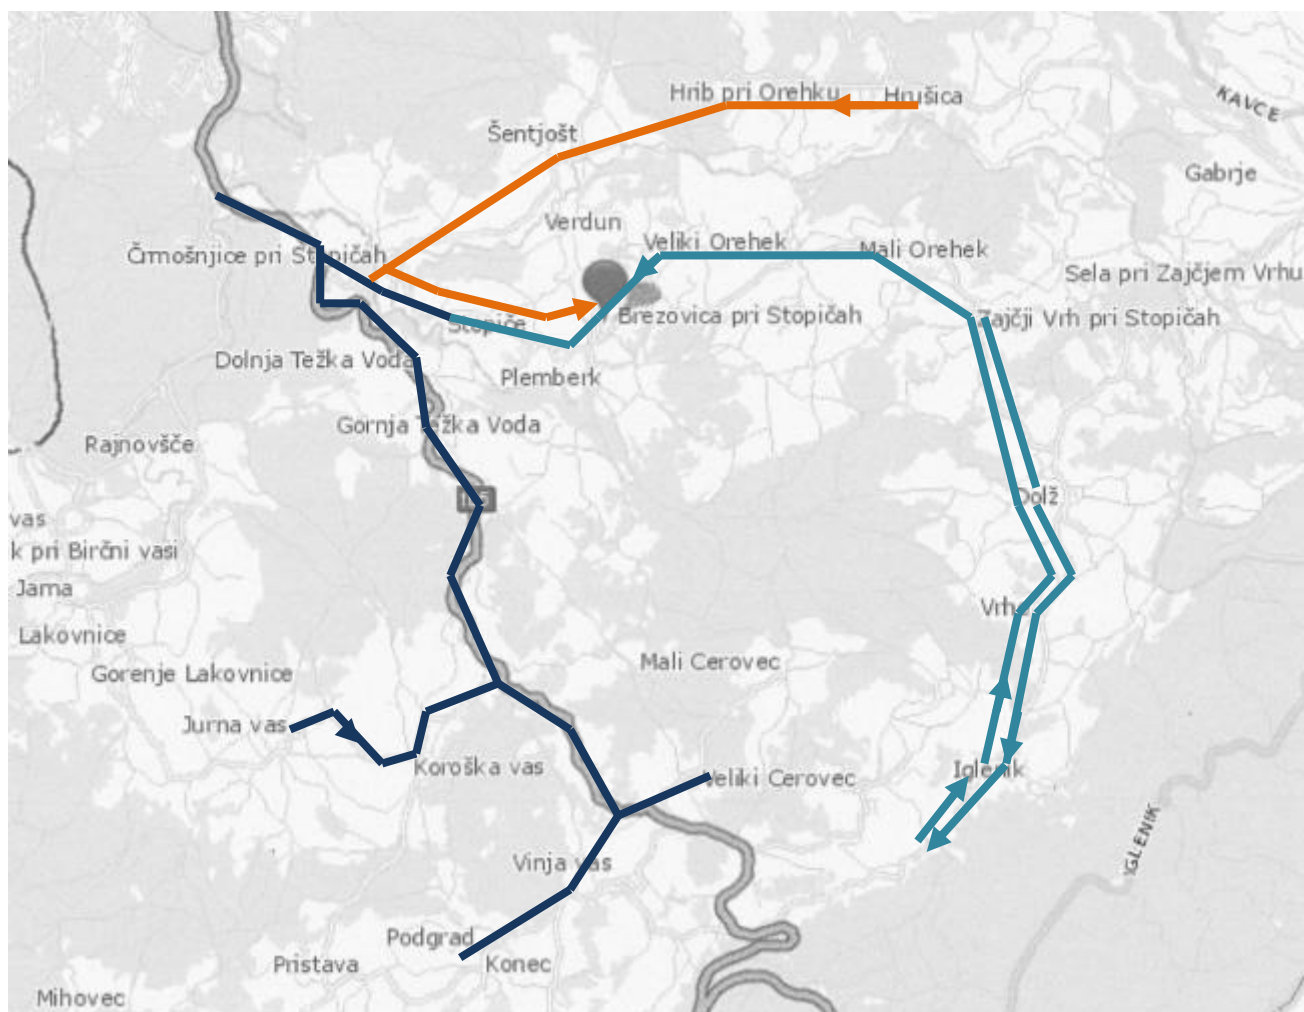 Hrib pri Orehku
Hrušica
KAVCE
Šentjošt
Gabrje
Verdun
Veliki Orehek
Mali Orehek
Črmošnjice pri Stopičah
Sela pri Zajčjem Vrhu
Stopiče
Brezovica pri Stopičah
Zajčji Vrh pri Stopičah
Dolnja Težka Voda
Plemberk
Gornja Težka Voda
Rajnovšče
Dolž
vas
k pri Birčni vasi
Jama
Lakovnice
Mali Cerovec
Gorenje Lakovnice
Jurna vas
Koroška vas
Iglenik
Veliki Cerovec
IGLENIK
Vinja vas
Podgrad
Pristava
Konec
Mihovec